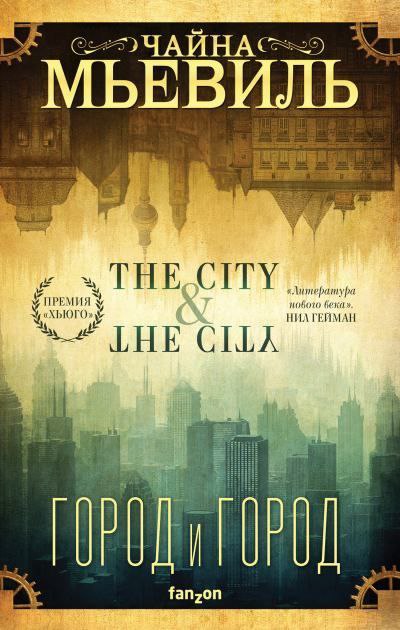 ЧАЙНА
МЬЕВИЛЬ
THE CITY
&
THE CITY
ПРЕМИЯ
«ХЬЮГО»
«Литература
нового века».
НИЛ ГЕЙМАН
ГОРОД И ГОРОД
fanzon